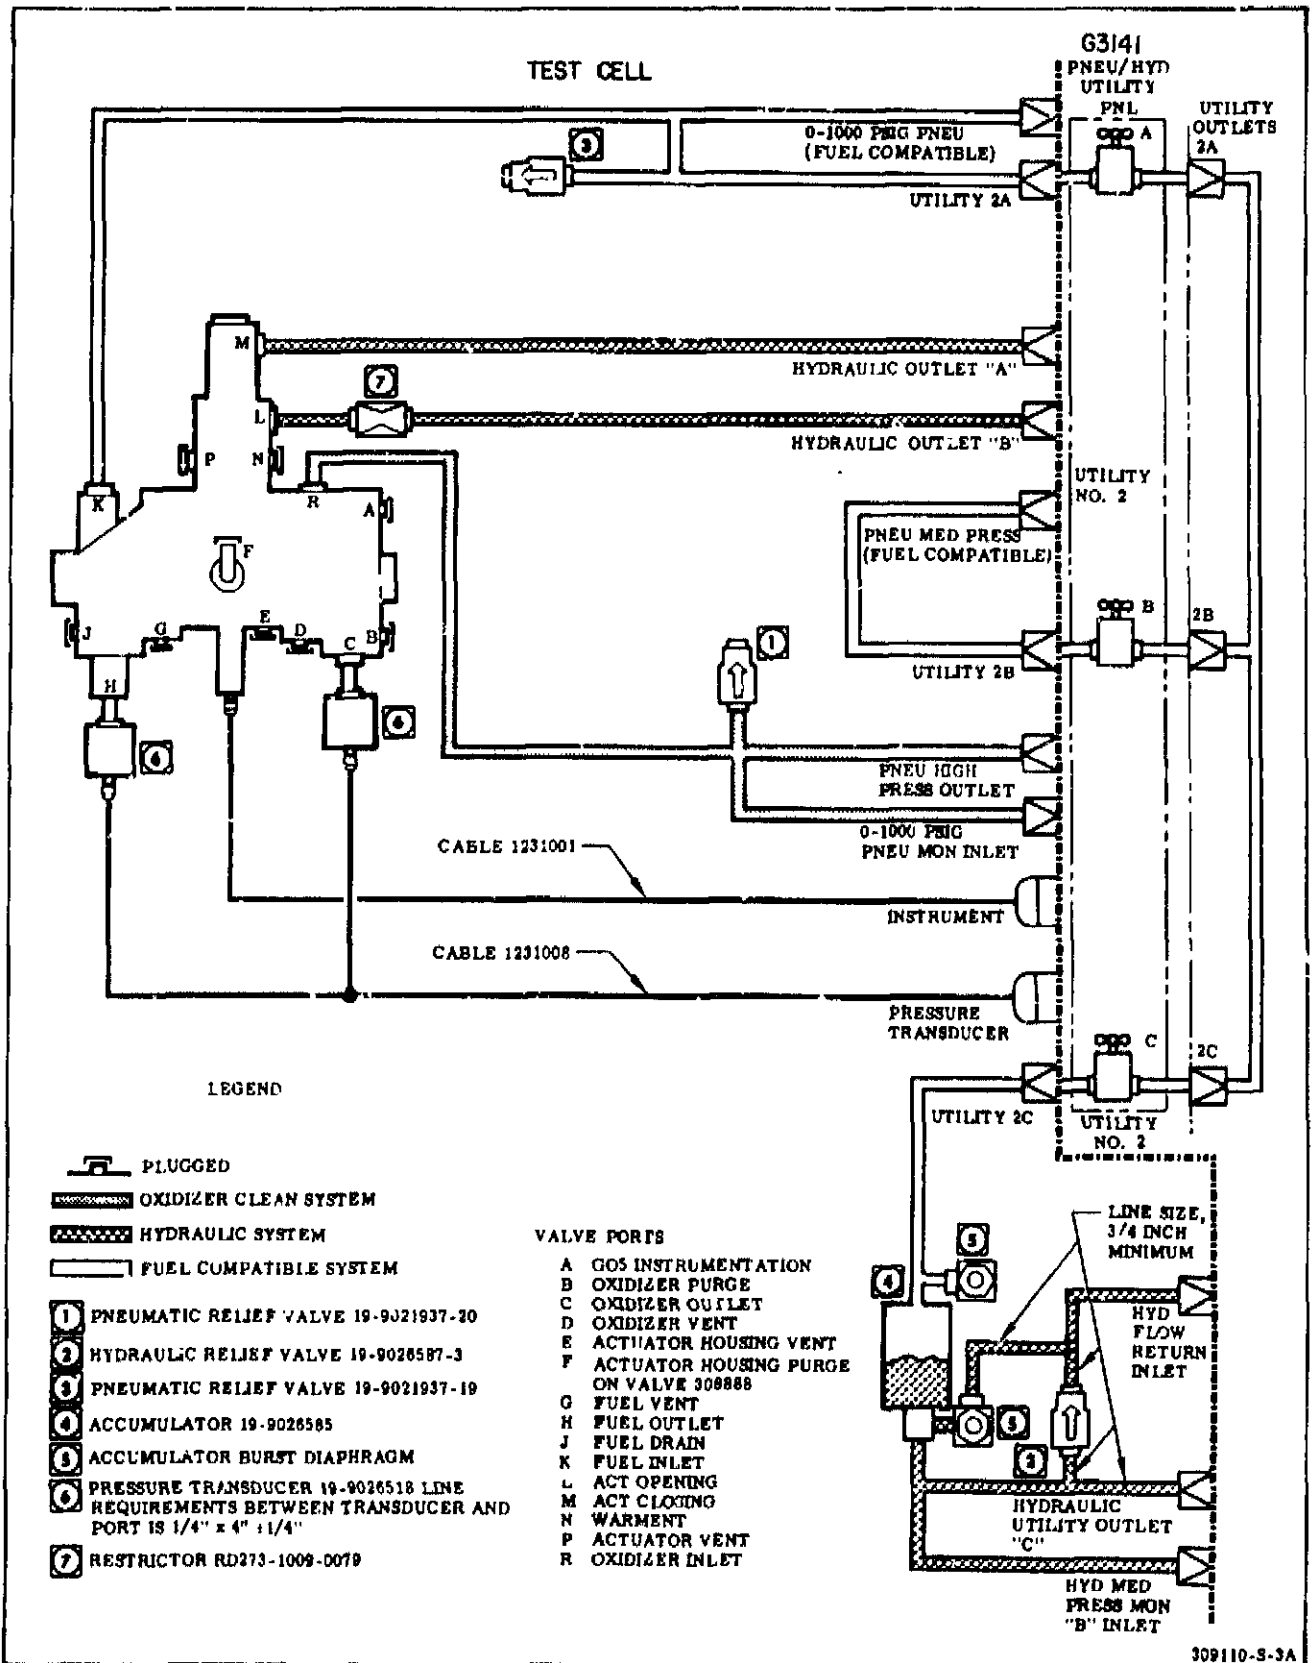 TEST CELL
G3141
PNEU/HYD
UTILITY
PNL
UTILITY
OUTLETS
2A
A
0-1000 PSIG PNEU
(FUEL COMPATIBLE)
3
UTILITY 2A
M
HYDRAULIC OUTLET "A"
7
L
HYDRAULIC OUTLET "B"
P
N
K
R
A
UTILITY
NO. 2
PNEU MED PRESS
(FUEL COMPATIBLE)
F
B
2B
J
G
E
D
C
B
1
UTILITY 2B
H
6
6
PNEU HIGH
PRESS OUTLET
0-1000 PSIG
PNEU MON INLET
CABLE 1231001
INSTRUMENT
CABLE 1231008
PRESSURE
TRANSDUCER
C
2C
UTILITY 2C
UTILITY
NO. 2
LEGEND
PLUGGED
OXIDIZER CLEAN SYSTEM
HYDRAULIC SYSTEM
FUEL COMPATIBLE SYSTEM
1 PNEUMATIC RELIEF VALVE 19-9021937-20
2 HYDRAULIC RELIEF VALVE 19-9026587-3
3 PNEUMATIC RELIEF VALVE 19-9021937-19
4 ACCUMULATOR 19-9026585
5 ACCUMULATOR BURST DIAPHRAGM
6 PRESSURE TRANSDUCER 19-9026518 LINE
REQUIREMENTS BETWEEN TRANSDUCER AND
PORT IS 1/4" x 4" ±1/4"
7 RESTRICTOR RD273-1009-0079
VALVE PORTS
A GOS INSTRUMENTATION
B OXIDIZER PURGE
C OXIDIZER OUTLET
D OXIDIZER VENT
E ACTUATOR HOUSING VENT
F ACTUATOR HOUSING PURGE
ON VALVE 308888
G FUEL VENT
H FUEL OUTLET
J FUEL DRAIN
K FUEL INLET
L ACT OPENING
M ACT CLOSING
N WARMENT
P ACTUATOR VENT
R OXIDIZER INLET
LINE SIZE,
3/4 INCH
MINIMUM
5
4
HYD
FLOW
RETURN
INLET
5
2
HYDRAULIC
UTILITY OUTLET
"C"
HYD MED
PRESS MON
"B" INLET
309110-S-3A